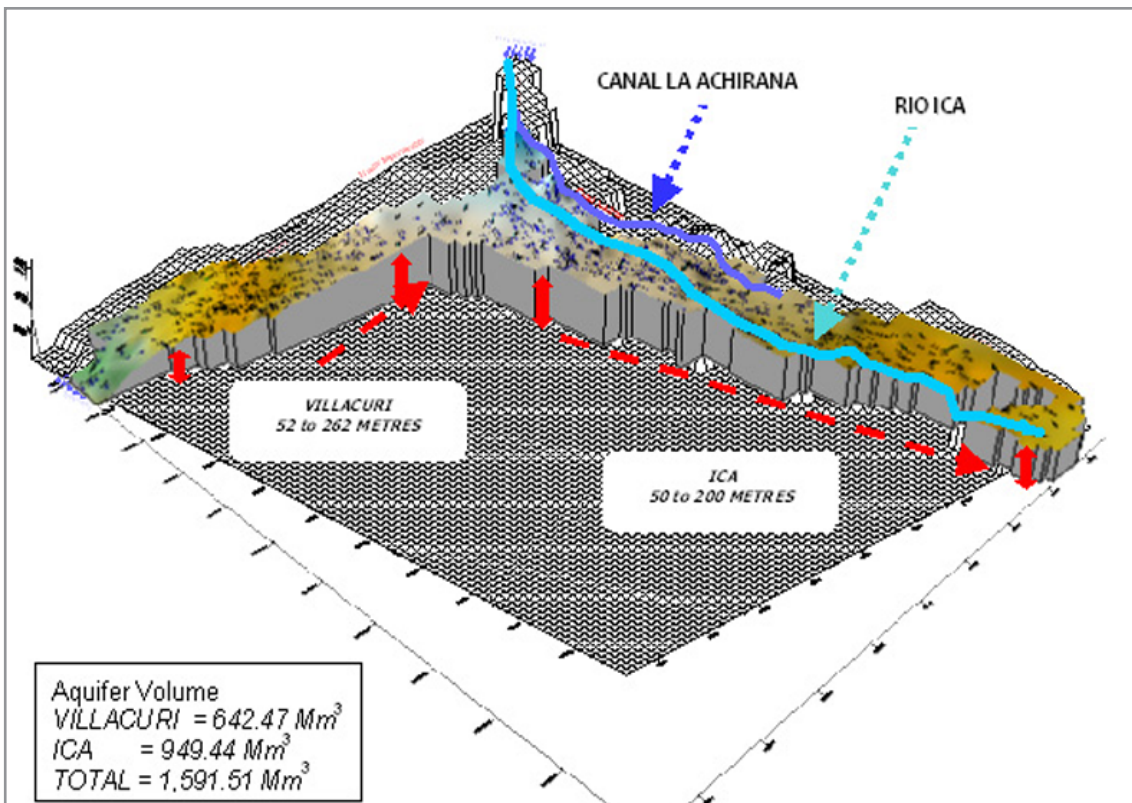 CANAL LA ACHIRANA
RIO ICA
VILLACURI
52 to 262 METRES
ICA
50 to 200 METRES
Aquifer Volume
VILLACURI = 642.47 Mm³
ICA = 949.44 Mm³
TOTAL = 1,591.51 Mm³